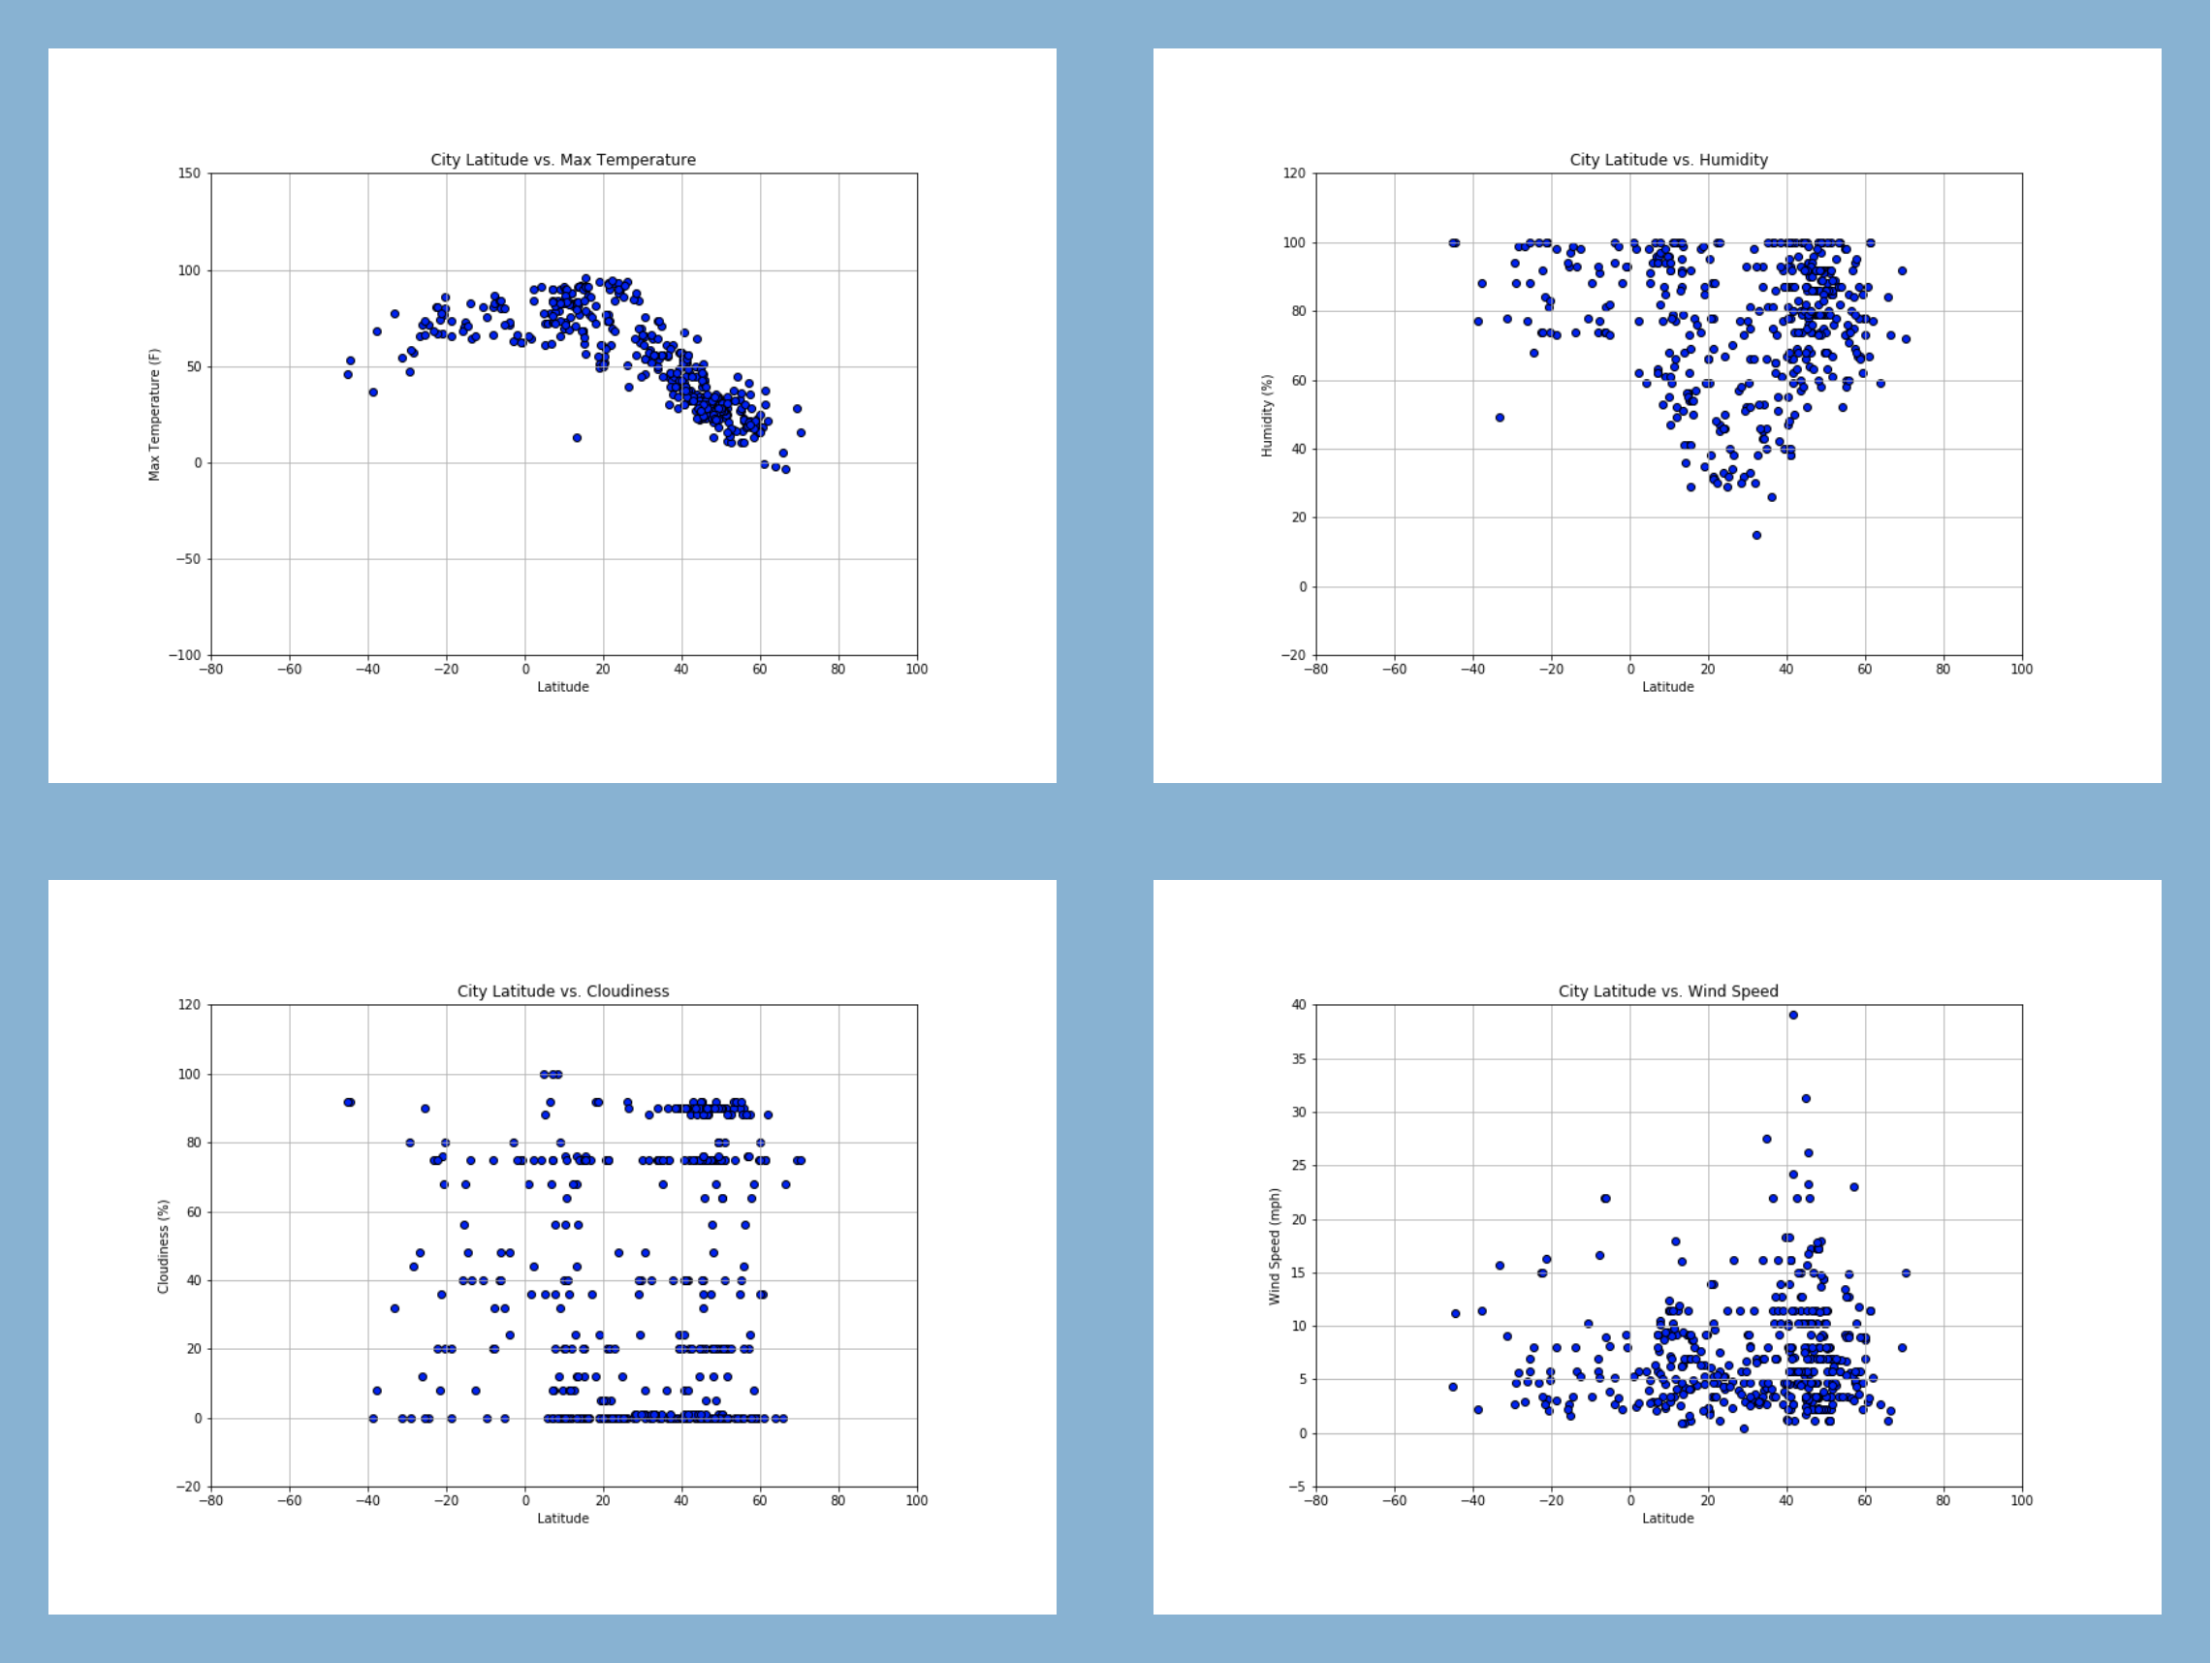 City Latitude vs. Max Temperature
150
100
50
0
−50
−100
Max Temperature (F)
−80 −60 −40 −20 0 20 40 60 80 100
Latitude
City Latitude vs. Humidity
120
100
80
60
40
20
0
−20
Humidity (%)
−80 −60 −40 −20 0 20 40 60 80 100
Latitude
City Latitude vs. Cloudiness
120
100
80
60
40
20
0
−20
Cloudiness (%)
−80 −60 −40 −20 0 20 40 60 80 100
Latitude
City Latitude vs. Wind Speed
40
35
30
25
20
15
10
5
0
−5
Wind Speed (mph)
−80 −60 −40 −20 0 20 40 60 80 100
Latitude